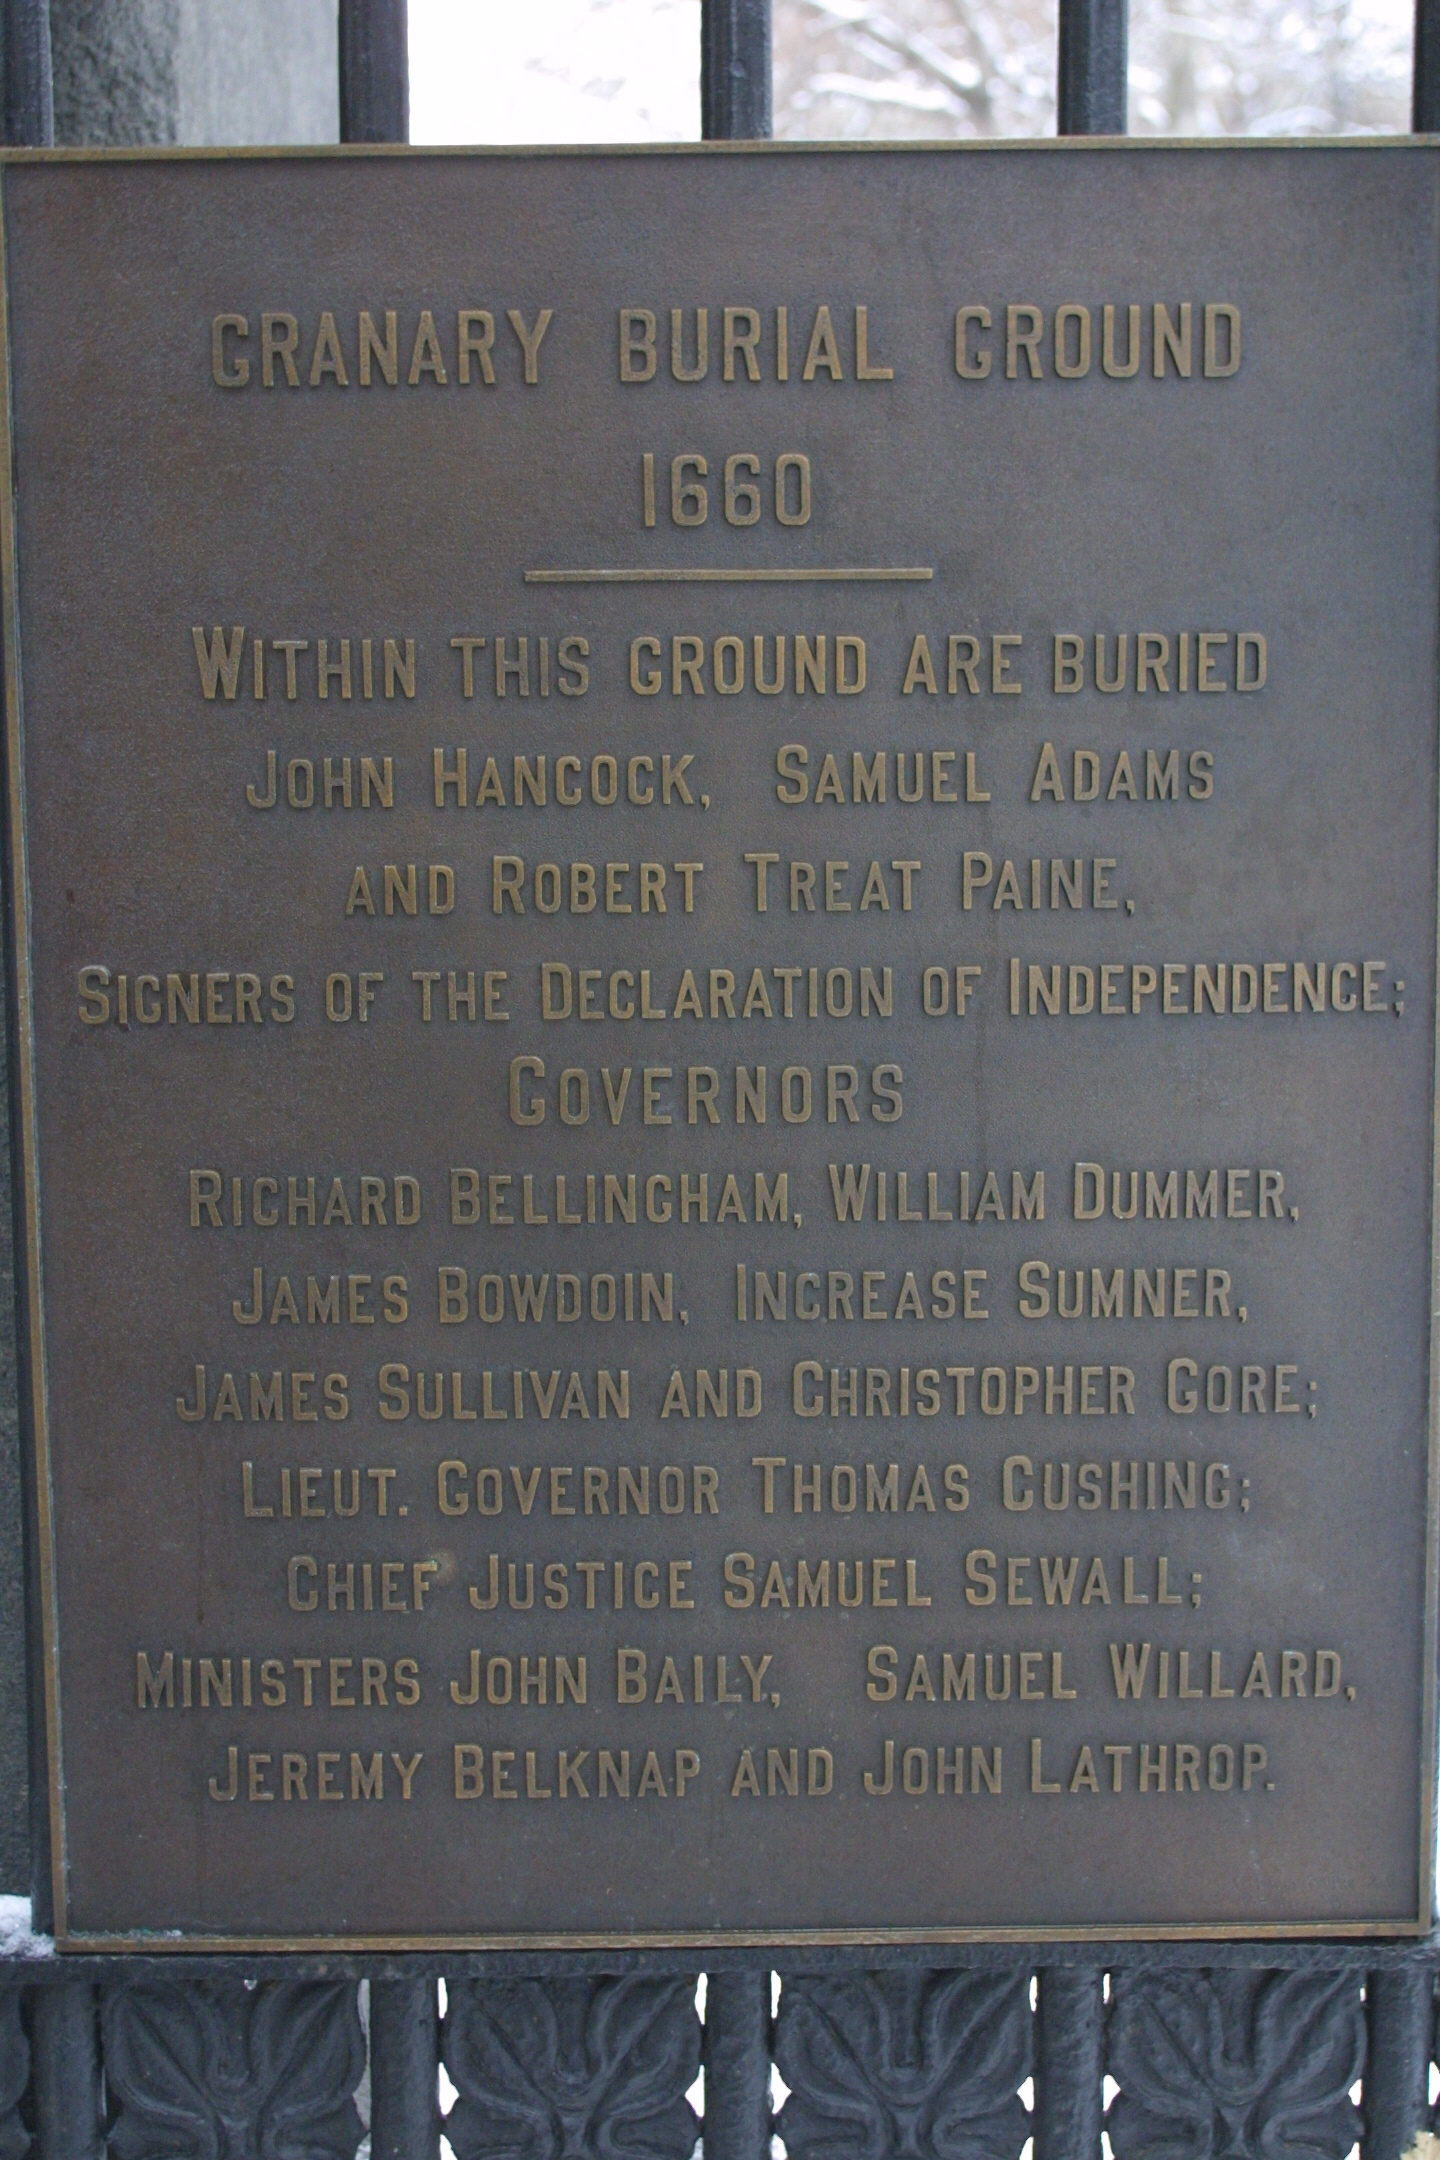 GRANARY BURIAL GROUND
1660
WITHIN THIS GROUND ARE BURIED
JOHN HANCOCK, SAMUEL ADAMS
AND ROBERT TREAT PAINE,
SIGNERS OF THE DECLARATION OF INDEPENDENCE;
GOVERNORS
RICHARD BELLINGHAM, WILLIAM DUMMER,
JAMES BOWDOIN, INCREASE SUMNER,
JAMES SULLIVAN AND CHRISTOPHER GORE;
LIEUT. GOVERNOR THOMAS CUSHING;
CHIEF JUSTICE SAMUEL SEWALL;
MINISTERS JOHN BAILY, SAMUEL WILLARD,
JEREMY BELKNAP AND JOHN LATHROP.